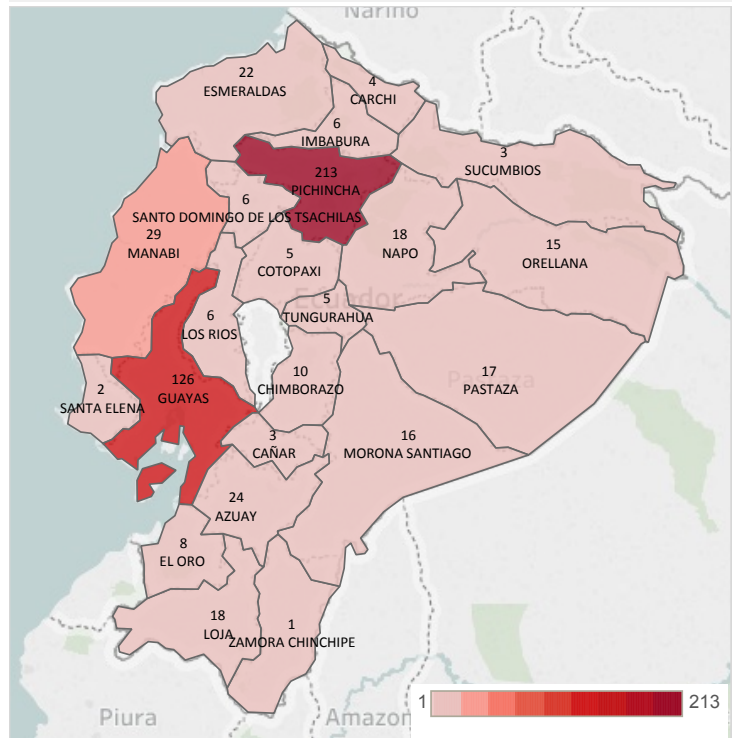 Nariño
22
ESMERALDAS
4
CARCHI
6
IMBABURA
3
SUCUMBIOS
213
PICHINCHA
6
SANTO DOMINGO DE LOS TSACHILAS
29
MANABI
18
NAPO
15
ORELLANA
5
COTOPAXI
Ecuador
5
TUNGURAHUA
6
LOS RIOS
10
CHIMBORAZO
17
Pastaza
PASTAZA
2
SANTA ELENA
126
GUAYAS
3
CAÑAR
16
MORONA SANTIAGO
24
AZUAY
8
EL ORO
18
LOJA
1
ZAMORA CHINCHIPE
1 213
Piura
Amazon